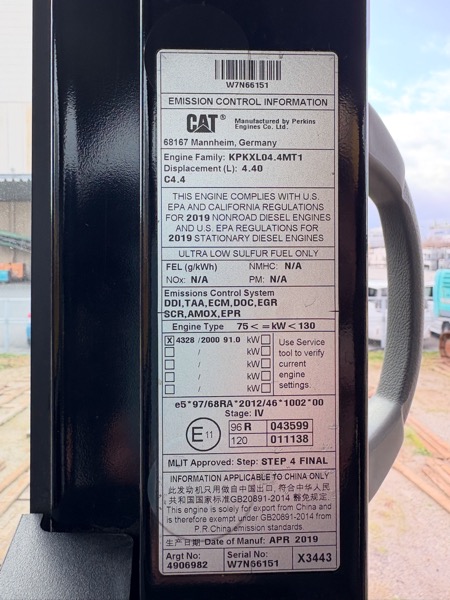 W7N66151
EMISSION CONTROL INFORMATION
CAT® Manufactured by Perkins
Engines Co. Ltd.
68167 Mannheim, Germany
Engine Family: KPKXL04.4MT1
Displacement (L): 4.40
C4.4
THIS ENGINE COMPLIES WITH U.S.
EPA AND CALIFORNIA REGULATIONS
FOR 2019 NONROAD DIESEL ENGINES
AND U.S. EPA REGULATIONS FOR
2019 STATIONARY DIESEL ENGINES
ULTRA LOW SULFUR FUEL ONLY
FEL (g/kWh) NMHC: N/A
NOx: N/A PM: N/A
Emissions Control System
DDI,TAA,ECM,DOC,EGR
SCR,AMOX,EPR
Engine Type 75 < = kW < 130
X 4328 / 2000 91.0 kW Use Service
/ kW tool to verify
/ kW current
/ kW engine
/ kW settings.
e5*97/68RA*2012/46*1002*00
Stage: IV
E11 96 R 043599
120 011138
MLIT Approved: Step: STEP 4 FINAL
INFORMATION APPLICABLE TO CHINA ONLY
此发动机只用做自中国出口, 符合中华人民
共和国国家标准GB20891-2014 豁免规定.
This engine is solely for export from China and
is therefore exempt under GB20891-2014 from
P.R.China emission standards.
生产日期 Date of Manuf: APR 2019
Argt No: Serial No: X3443
4906982 W7N66151